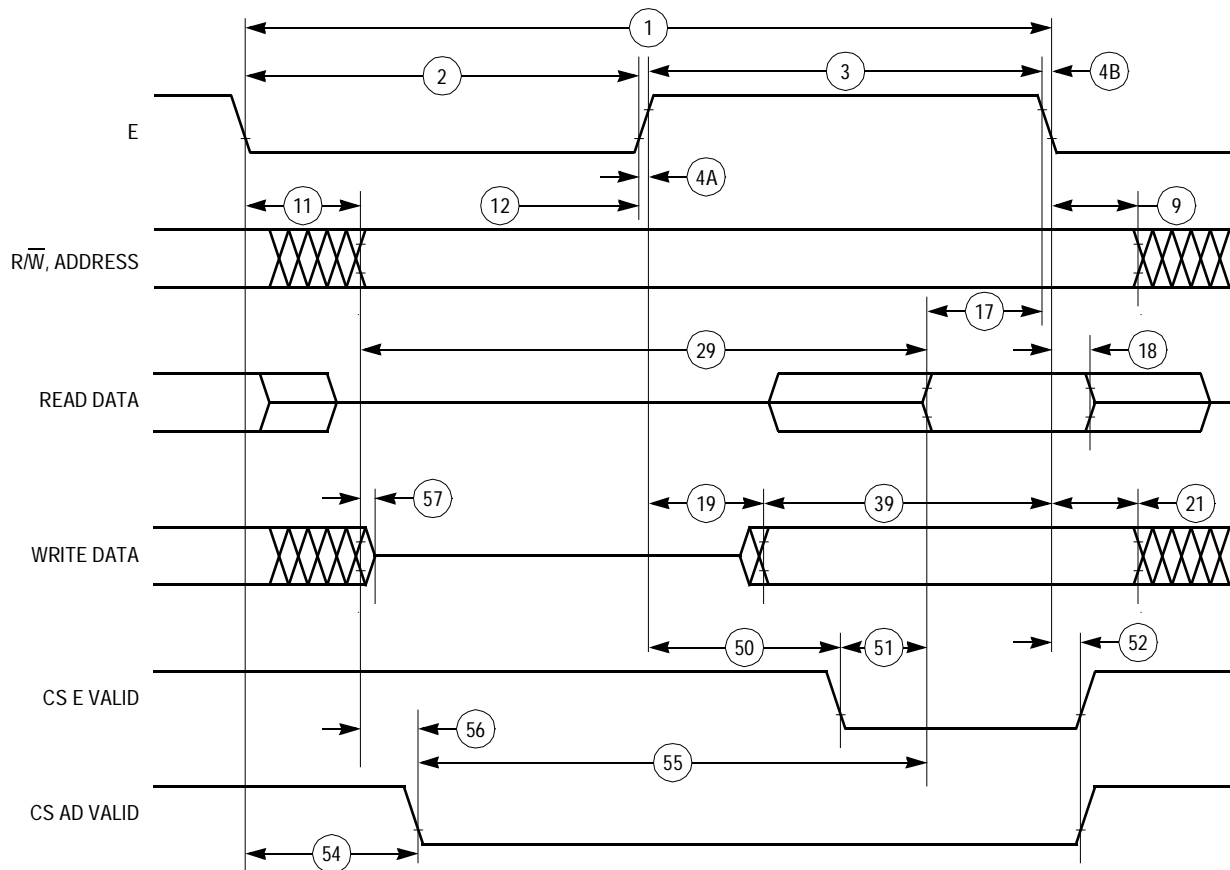 1
2
3
4B
E
4A
11
12
9
R/W̅, ADDRESS
17
29
18
READ DATA
57
19
39
21
WRITE DATA
50
51
52
CS E VALID
56
55
CS AD VALID
54